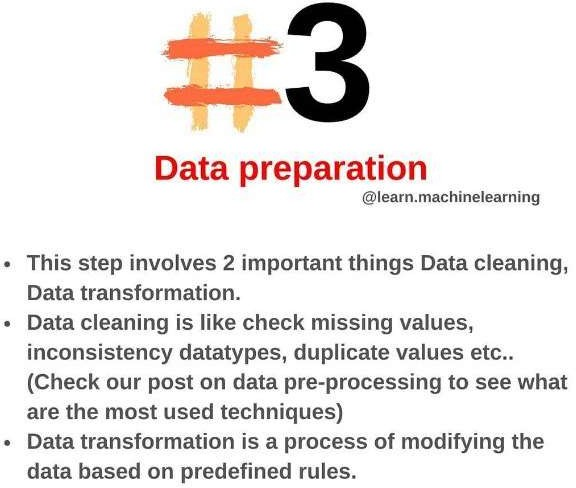 #3
Data preparation
@learn.machinelearning
• This step involves 2 important things Data cleaning,
Data transformation.
• Data cleaning is like check missing values,
inconsistency datatypes, duplicate values etc..
(Check our post on data pre-processing to see what
are the most used techniques)
• Data transformation is a process of modifying the
data based on predefined rules.